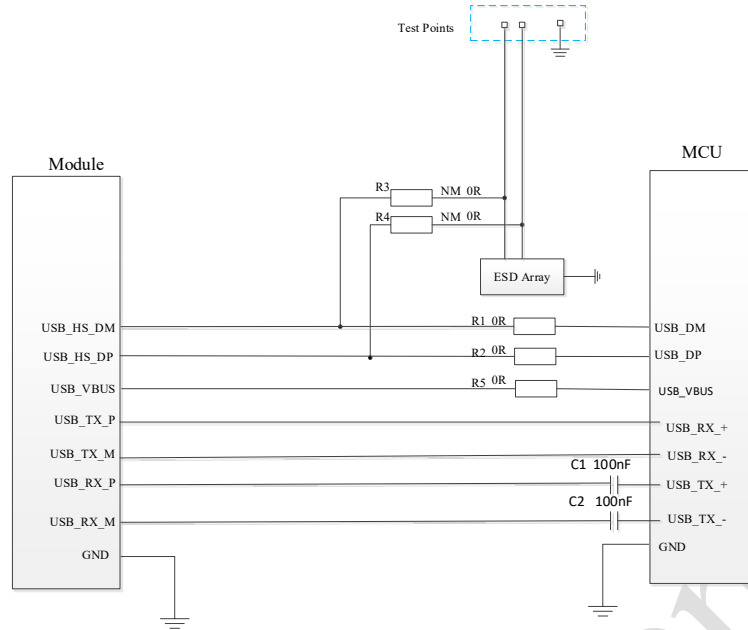 Test Points
Module
MCU
R3 NM 0R
R4 NM 0R
ESD Array
USB_HS_DM
R1 0R
USB_DM
USB_HS_DP
R2 0R
USB_DP
USB_VBUS
R5 0R
USB_VBUS
USB_TX_P
USB_RX_+
USB_TX_M
USB_RX_-
C1 100nF
USB_RX_P
USB_TX_+
C2 100nF
USB_RX_M
USB_TX_-
GND
GND